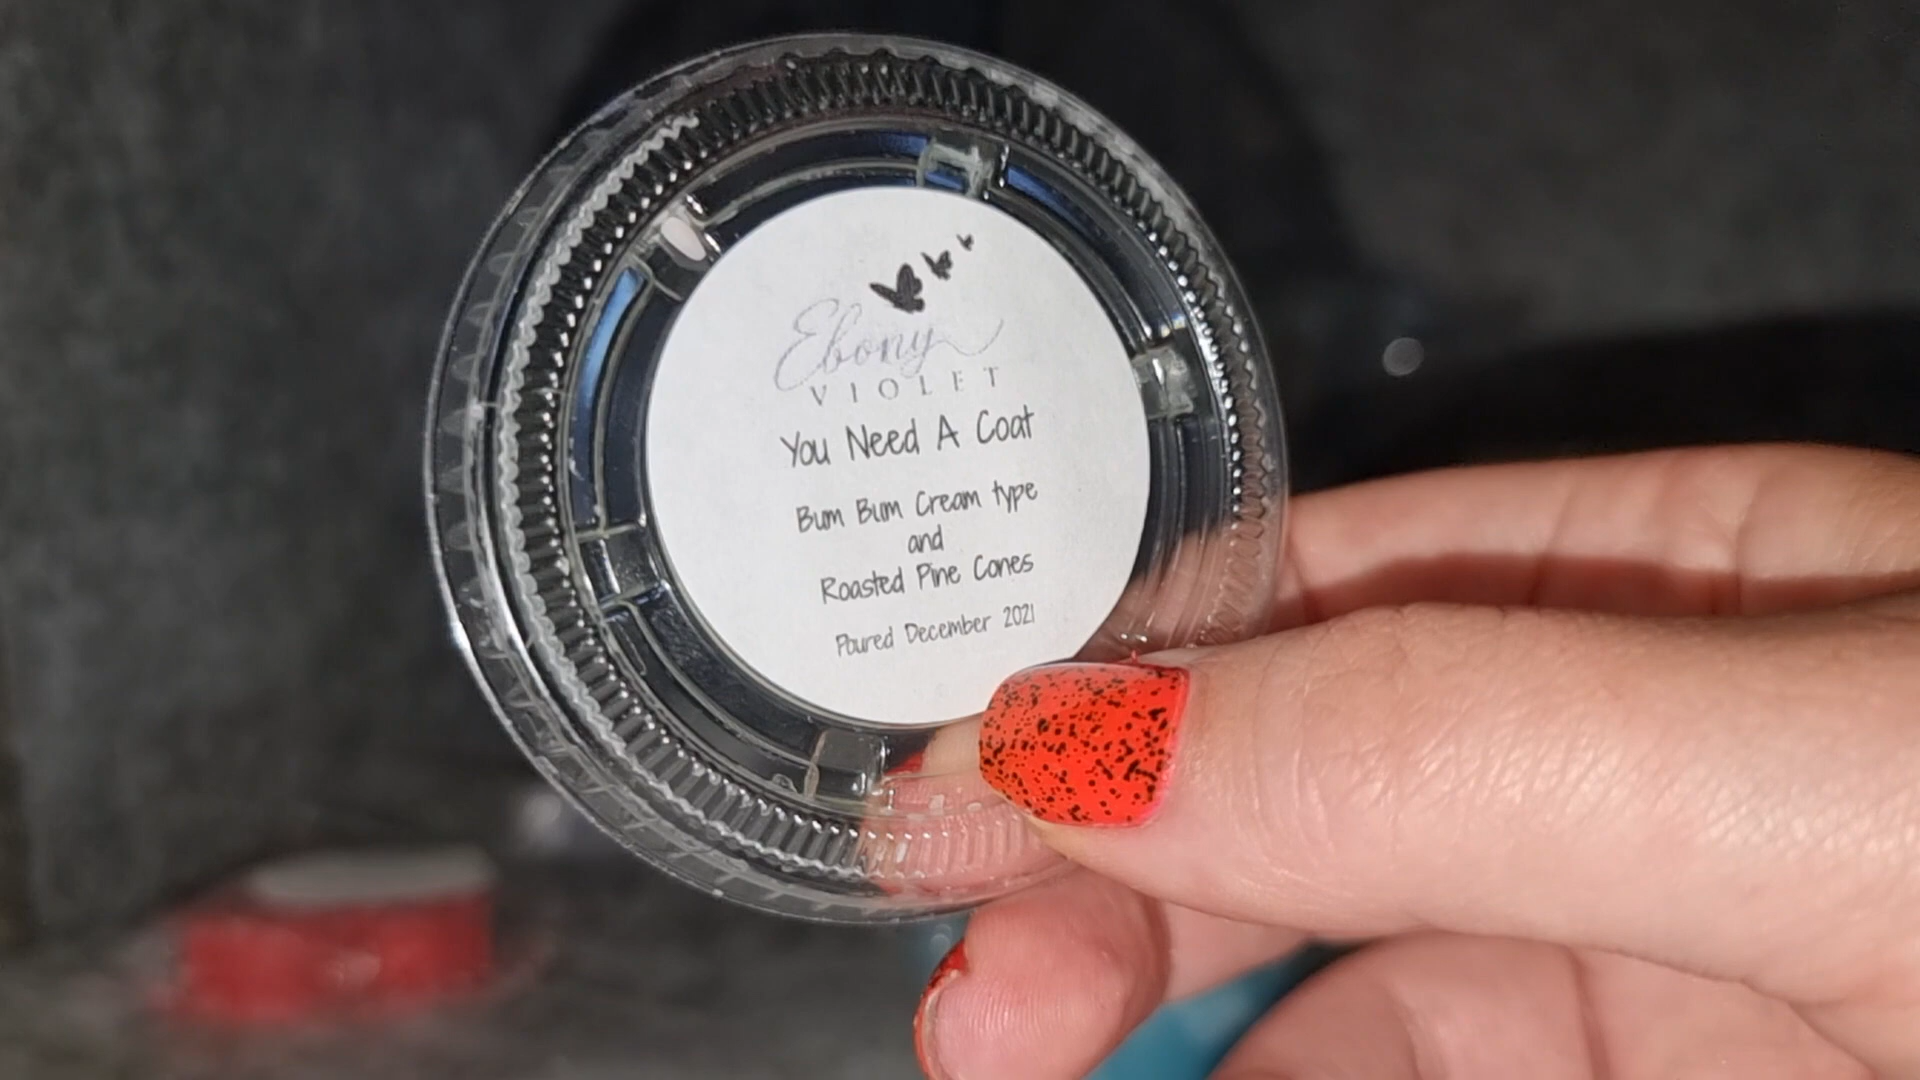 Ebony
VIOLET
You Need A Coat
Bum Bum Cream type
and
Roasted Pine Cones
Poured December 2021